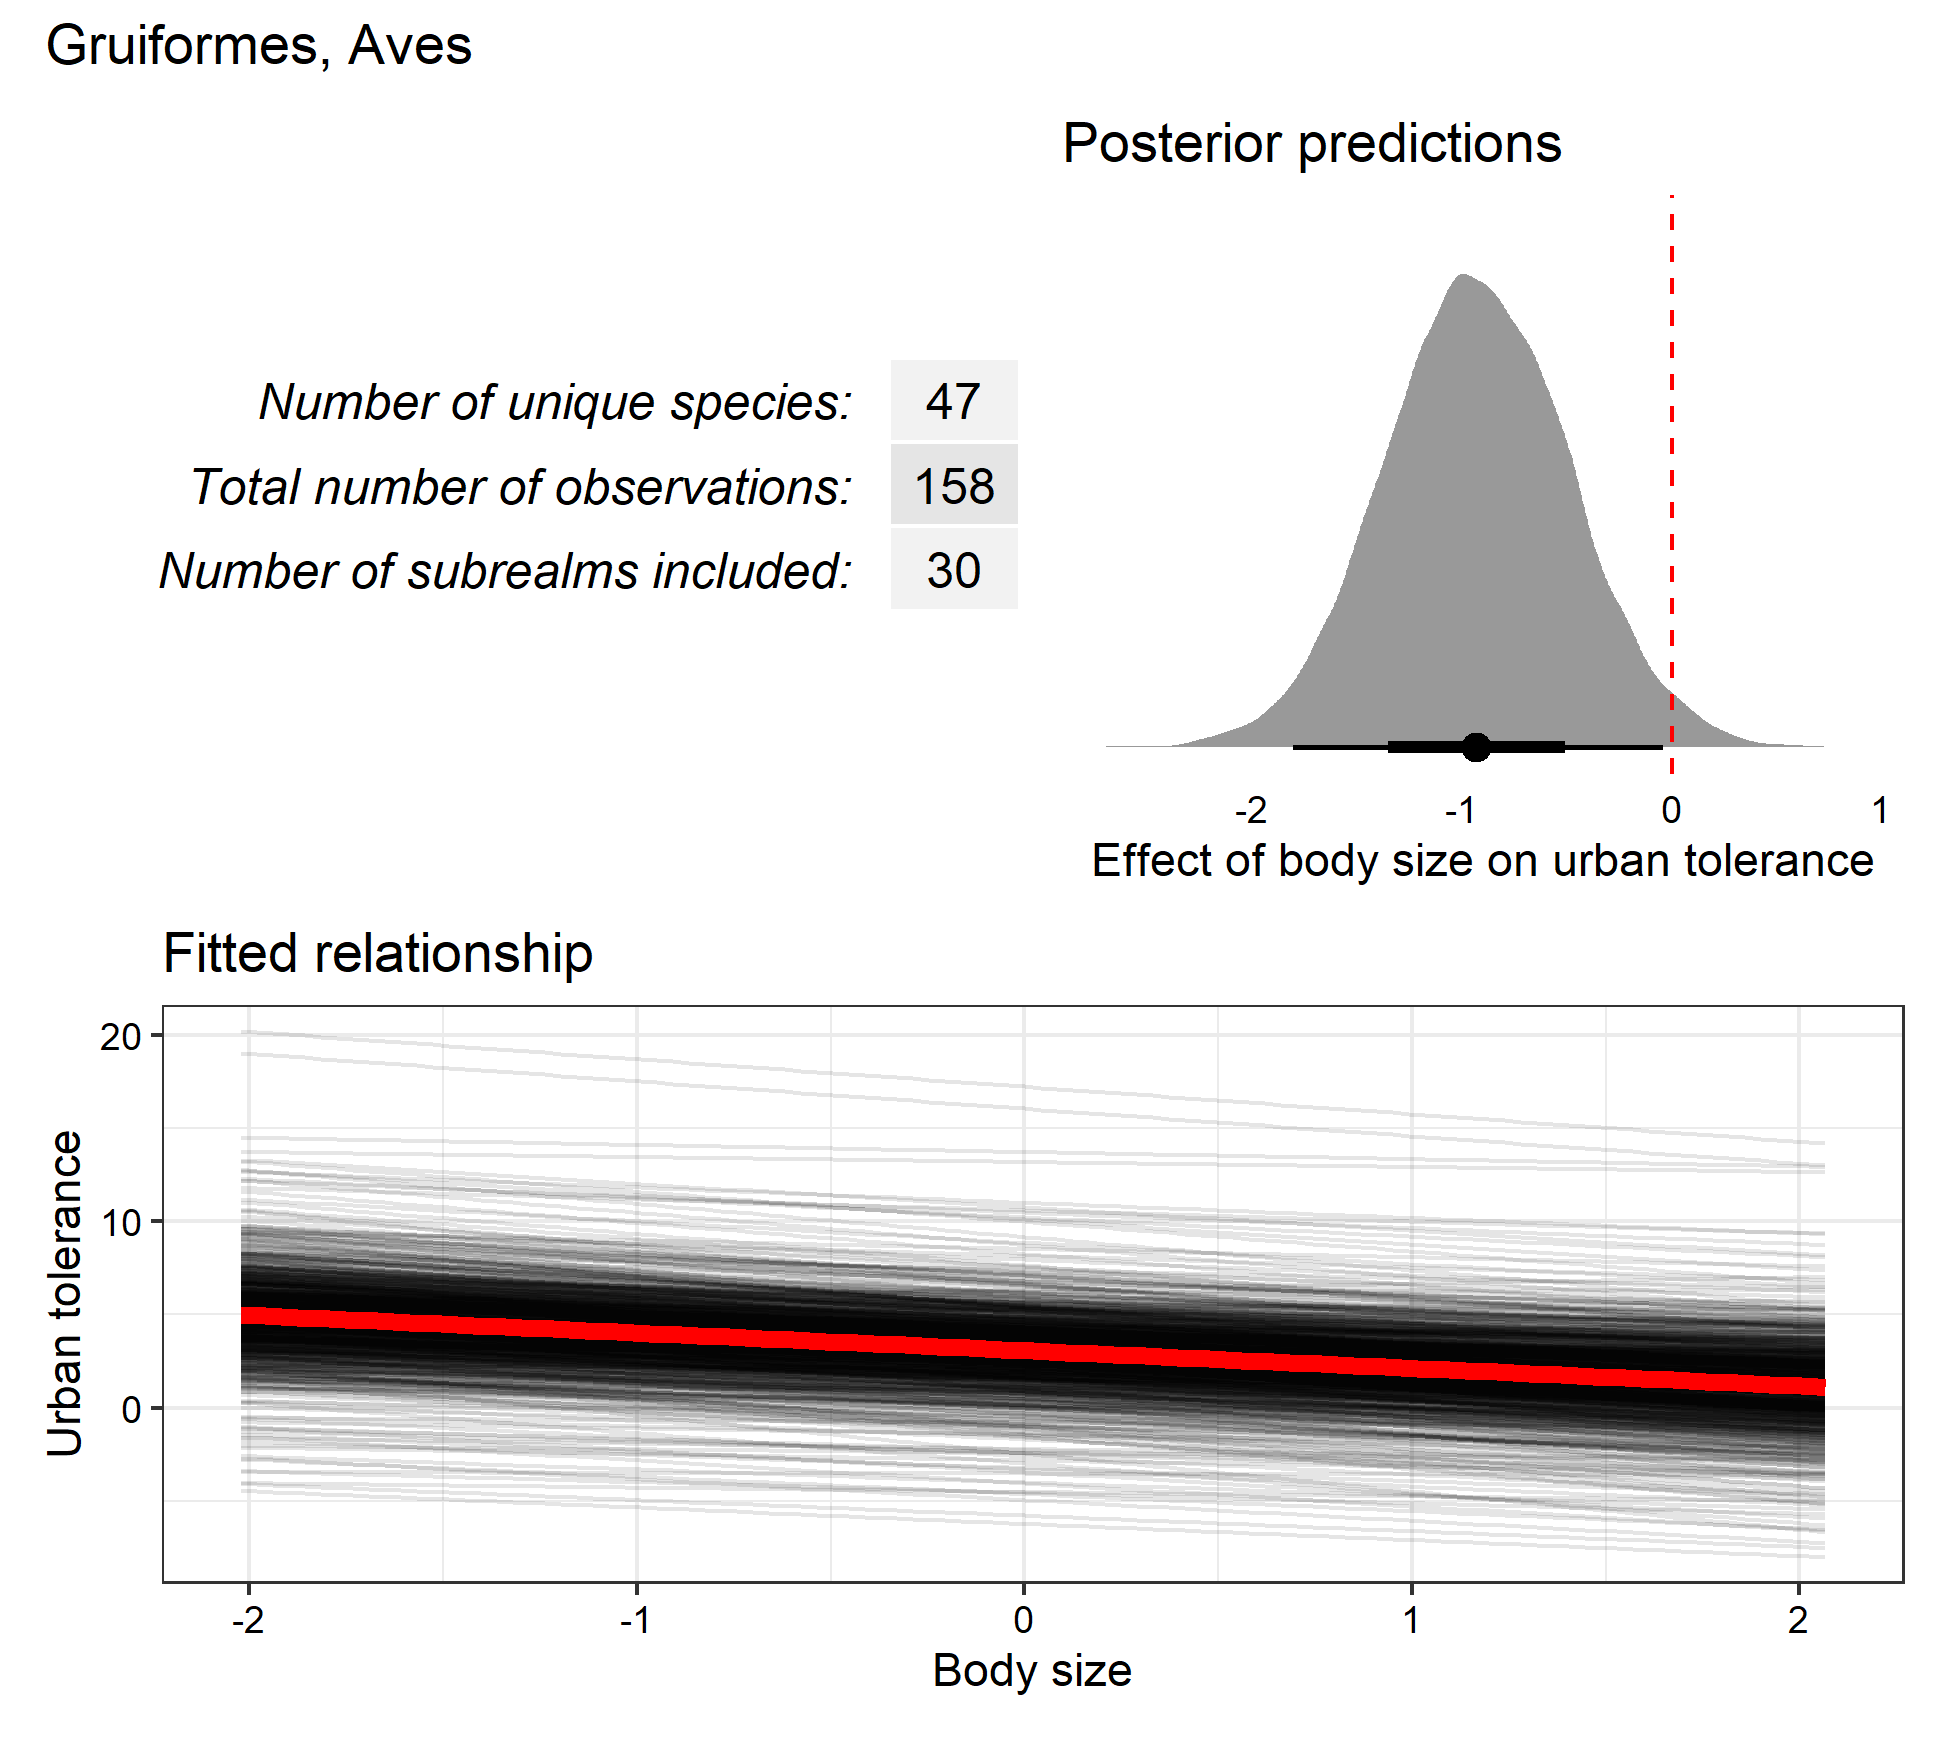 Gruiformes, Aves
Posterior predictions
Number of unique species: 47
Total number of observations: 158
Number of subrealms included: 30
-2 -1 0 1
Effect of body size on urban tolerance
Fitted relationship
20
10
0
Urban tolerance
-2 -1 0 1 2
Body size